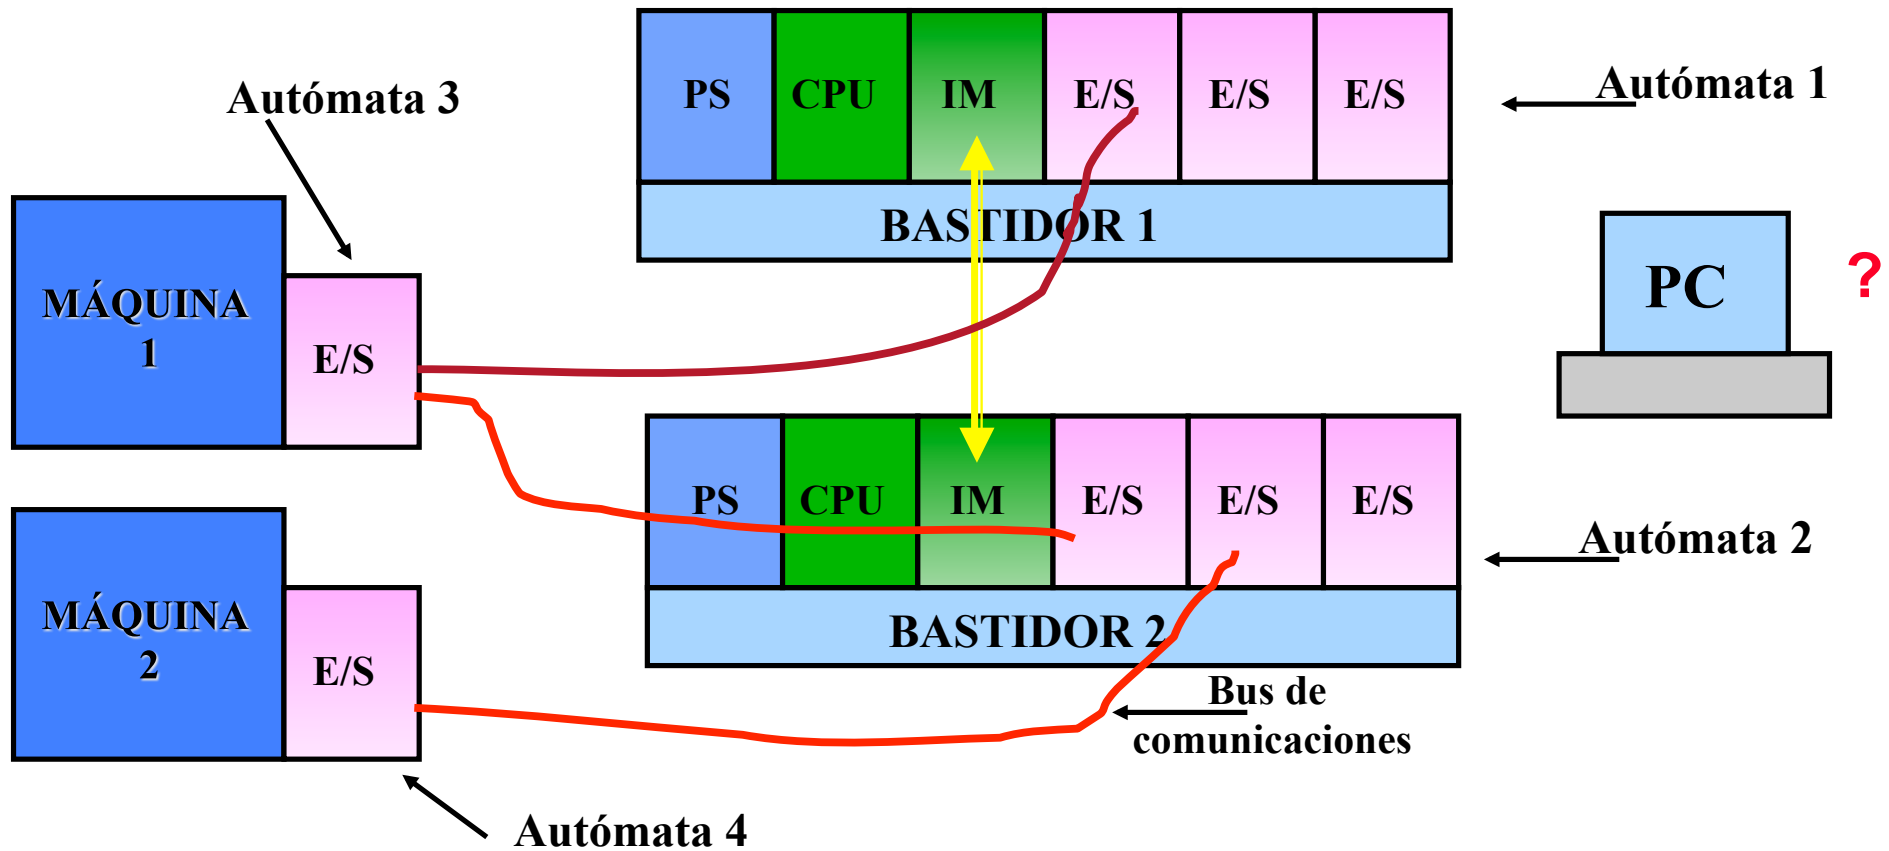 Autómata 3
PS
CPU
IM
E/S
E/S
E/S
BASTIDOR 1
Autómata 1
MÁQUINA
1
E/S
PC
?
PS
CPU
IM
E/S
E/S
E/S
BASTIDOR 2
Autómata 2
MÁQUINA
2
E/S
Bus de
comunicaciones
Autómata 4